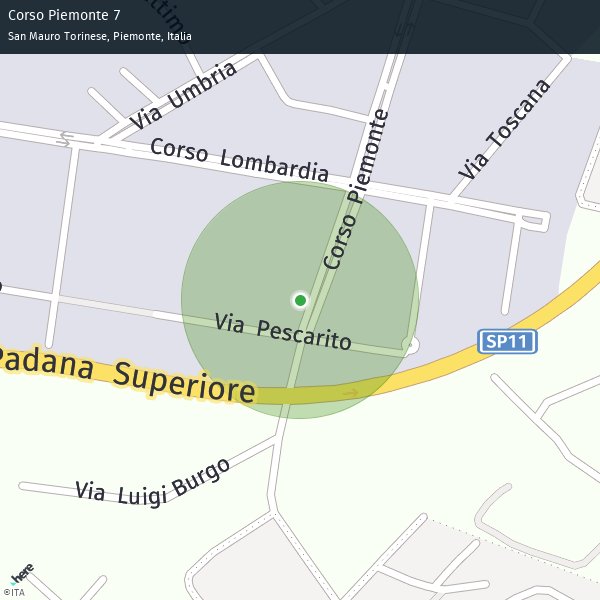 Corso Piemonte 7
San Mauro Torinese, Piemonte, Italia
Via Umbria
Corso Lombardia
Corso Piemonte
Via Toscana
Via Pescarito
SP11
Padana Superiore
Via Luigi Burgo
here
©ITA